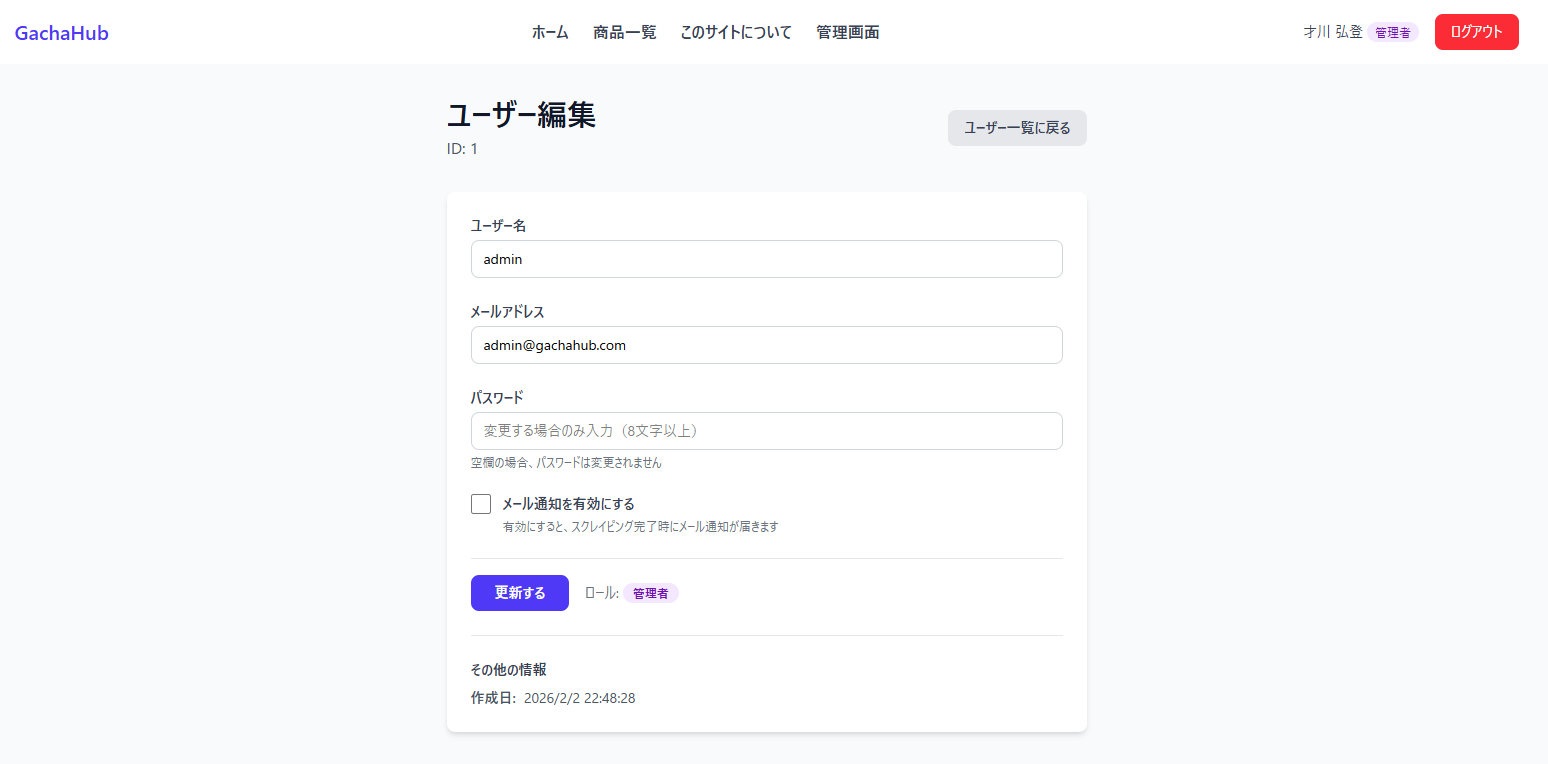 GachaHub
ホーム 商品一覧 このサイトについて 管理画面
才川 弘登 管理者 ログアウト
ユーザー編集
ID: 1
ユーザー一覧に戻る
ユーザー名
admin
メールアドレス
admin@gachahub.com
パスワード
変更する場合のみ入力（8文字以上）
空欄の場合、パスワードは変更されません
メール通知を有効にする
有効にすると、スクレイピング完了時にメール通知が届きます
更新する ロール: 管理者
その他の情報
作成日: 2026/2/2 22:48:28